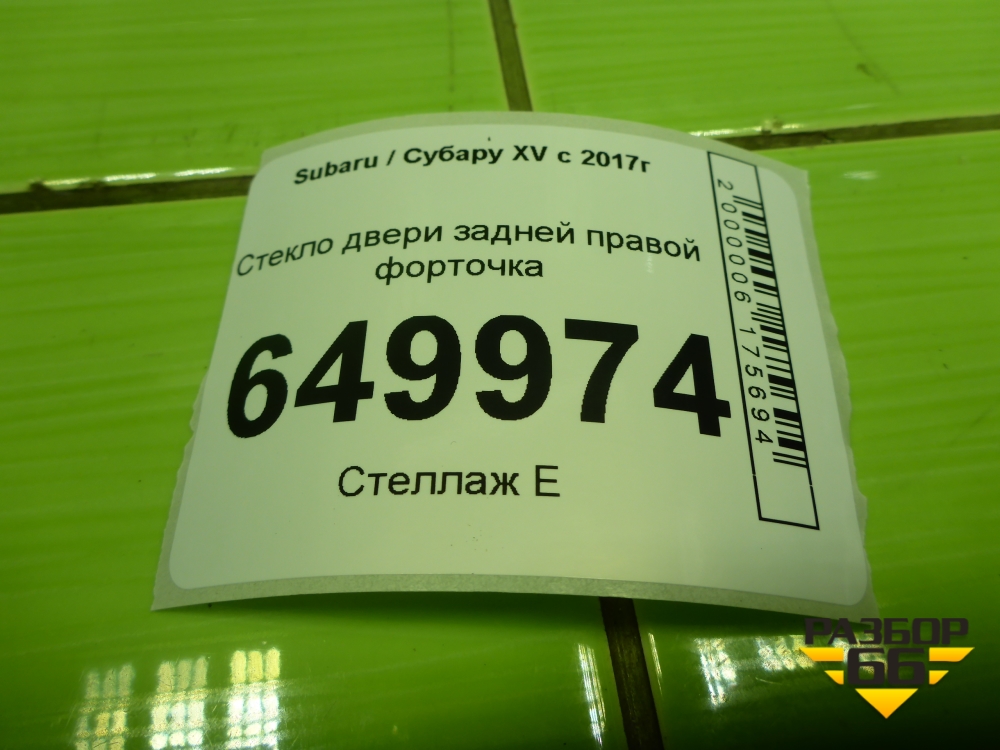 Subaru / Субару XV с 2017г
Стекло двери задней правой
форточка
649974
Стеллаж Е
2000006175694
РАЗБОР
66